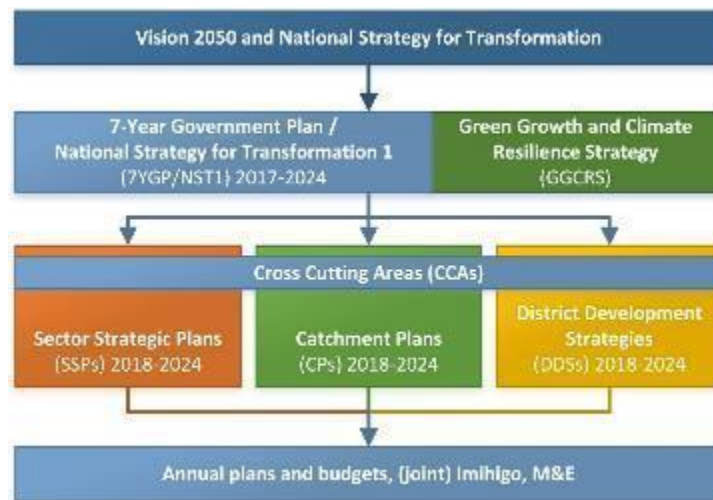 Vision 2050 and National Strategy for Transformation
7-Year Government Plan /
National Strategy for Transformation 1
(7YGP/NST1) 2017-2024
Green Growth and Climate
Resilience Strategy
(GGCRS)
Cross Cutting Areas (CCAs)
Sector Strategic Plans
(SSPs) 2018-2024
Catchment Plans
(CPs) 2018-2024
District Development
Strategies
(DDSs) 2018-2024
Annual plans and budgets, (joint) Imihigo, M&E